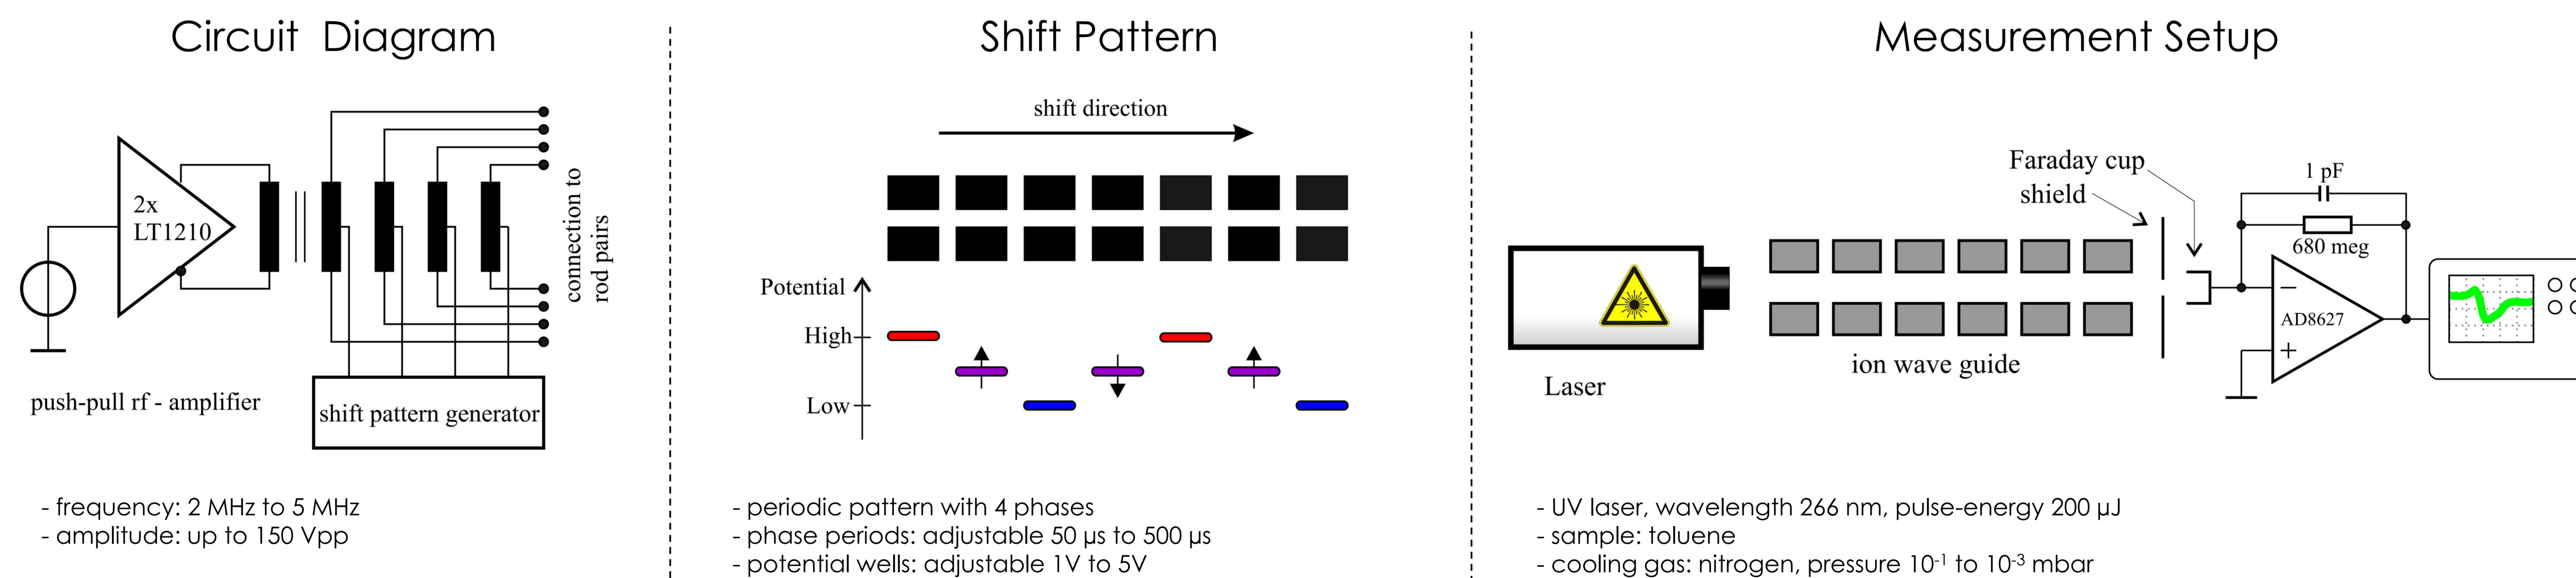 Circuit Diagram
2x
LT1210
connection to
rod pairs
push-pull rf - amplifier
shift pattern generator
- frequency: 2 MHz to 5 MHz
- amplitude: up to 150 Vpp
Shift Pattern
shift direction
Potential
High
Low
- periodic pattern with 4 phases
- phase periods: adjustable 50 µs to 500 µs
- potential wells: adjustable 1V to 5V
Measurement Setup
Faraday cup
shield
1 pF
680 meg
AD8627
−
+
ion wave guide
Laser
- UV laser, wavelength 266 nm, pulse-energy 200 µJ
- sample: toluene
- cooling gas: nitrogen, pressure 10⁻¹ to 10⁻³ mbar